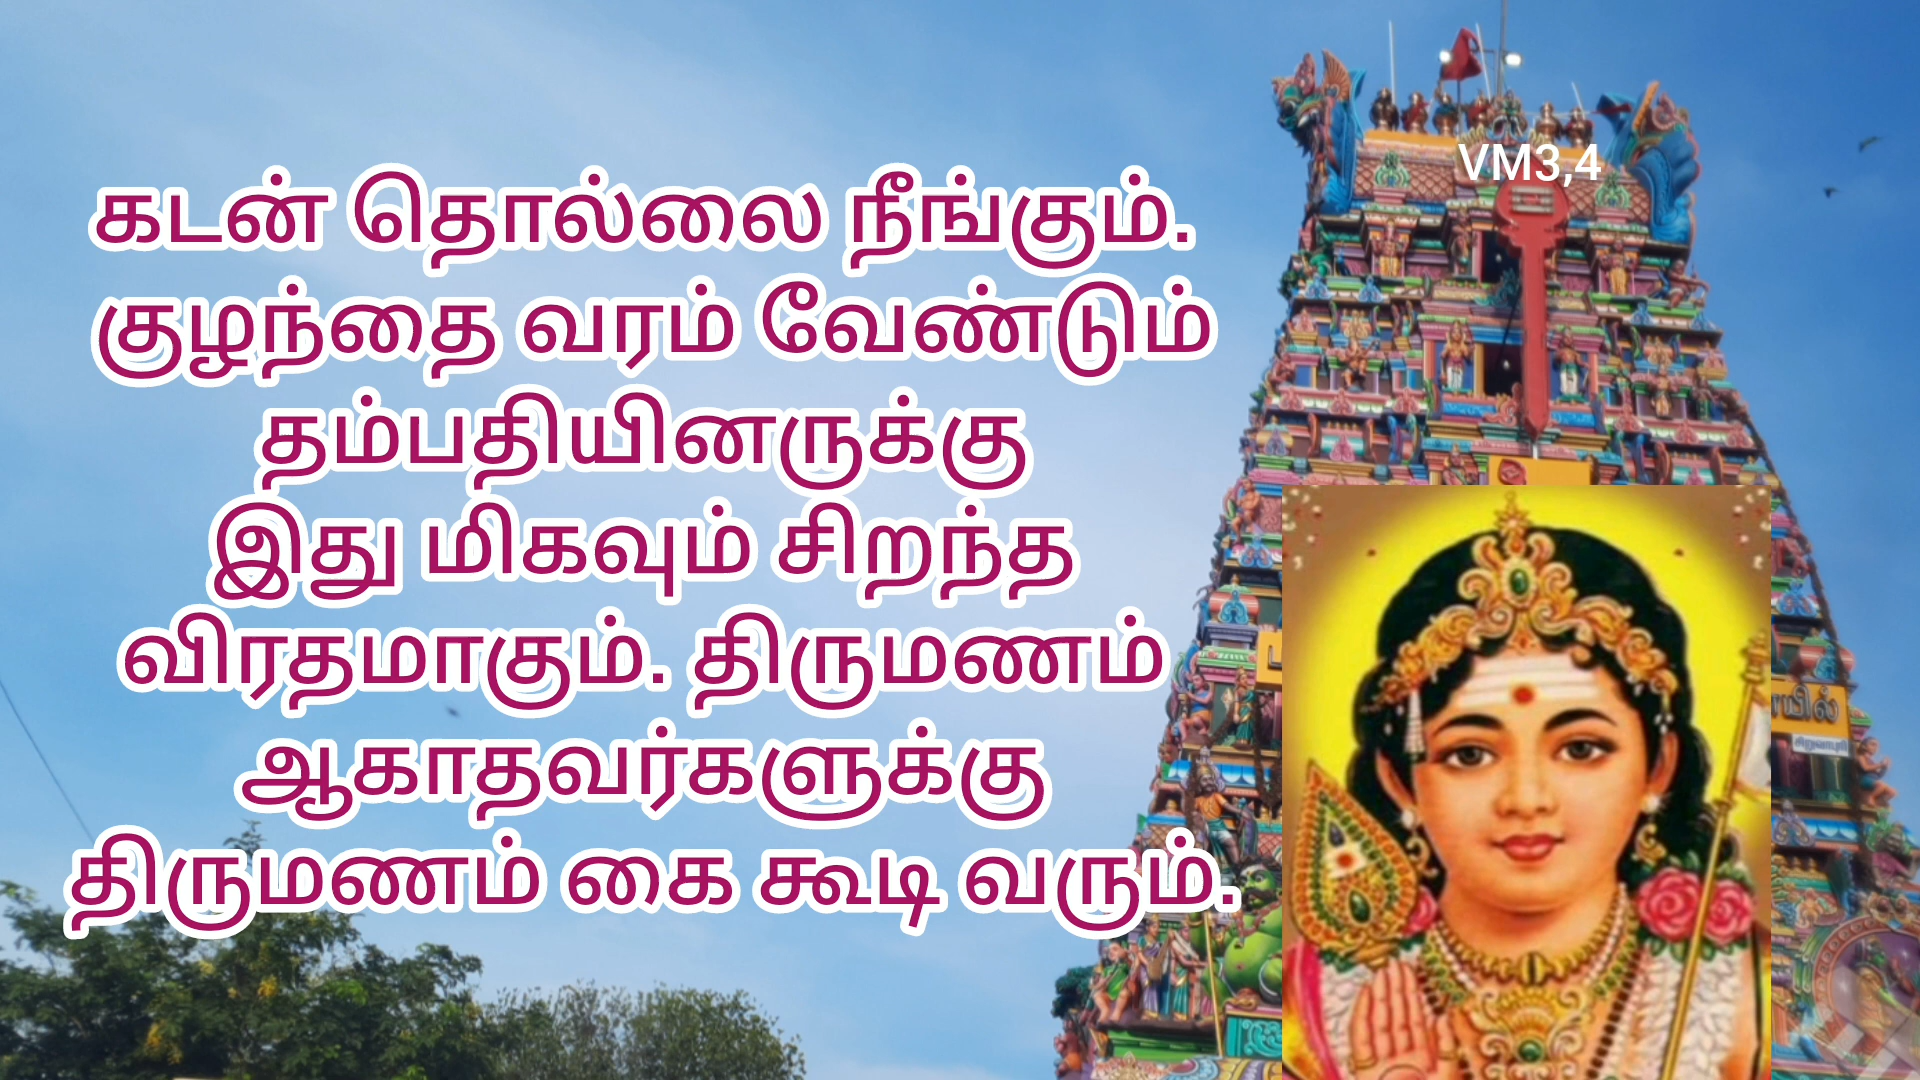 VM3,4
கடன் தொல்லை நீங்கும்.
குழந்தை வரம் வேண்டும்
தம்பதியினருக்கு
இது மிகவும் சிறந்த
விரதமாகும். திருமணம்
ஆகாதவர்களுக்கு
திருமணம் கை கூடி வரும்.
சிறுவாபுரி